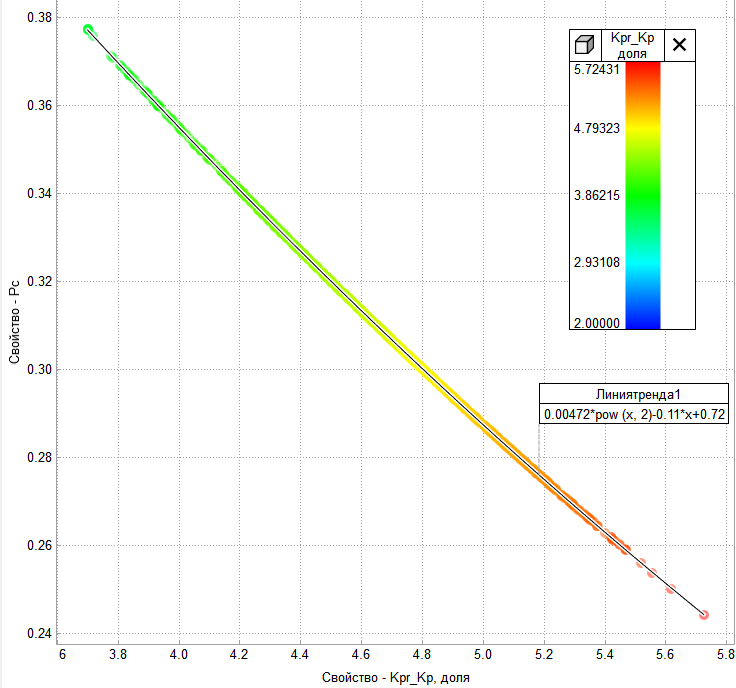 0.38
0.36
0.34
0.32
0.30
0.28
0.26
0.24
Свойство - Pc
Kpr_Kp
доля
5.72431
4.79323
3.86215
2.93108
2.00000
Линиятренда1
0.00472*pow (x, 2)-0.11*x+0.72
6 3.8 4.0 4.2 4.4 4.6 4.8 5.0 5.2 5.4 5.6 5.8
Свойство - Kpr_Kp, доля